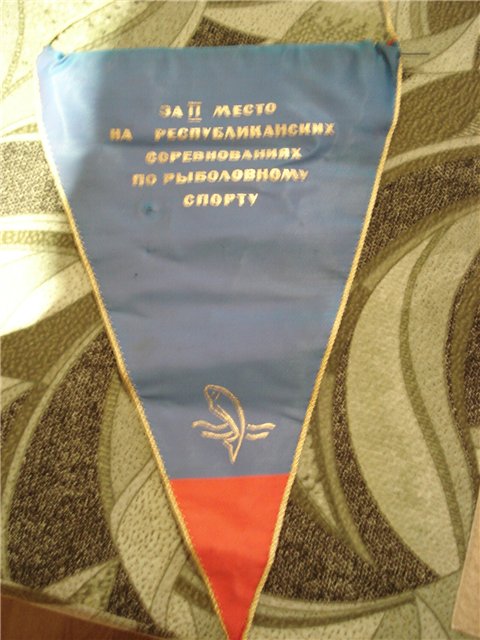 ЗА II МЕСТО
НА РЕСПУБЛИКАНСКИХ
СОРЕВНОВАНИЯХ
ПО РЫБОЛОВНОМУ
СПОРТУ